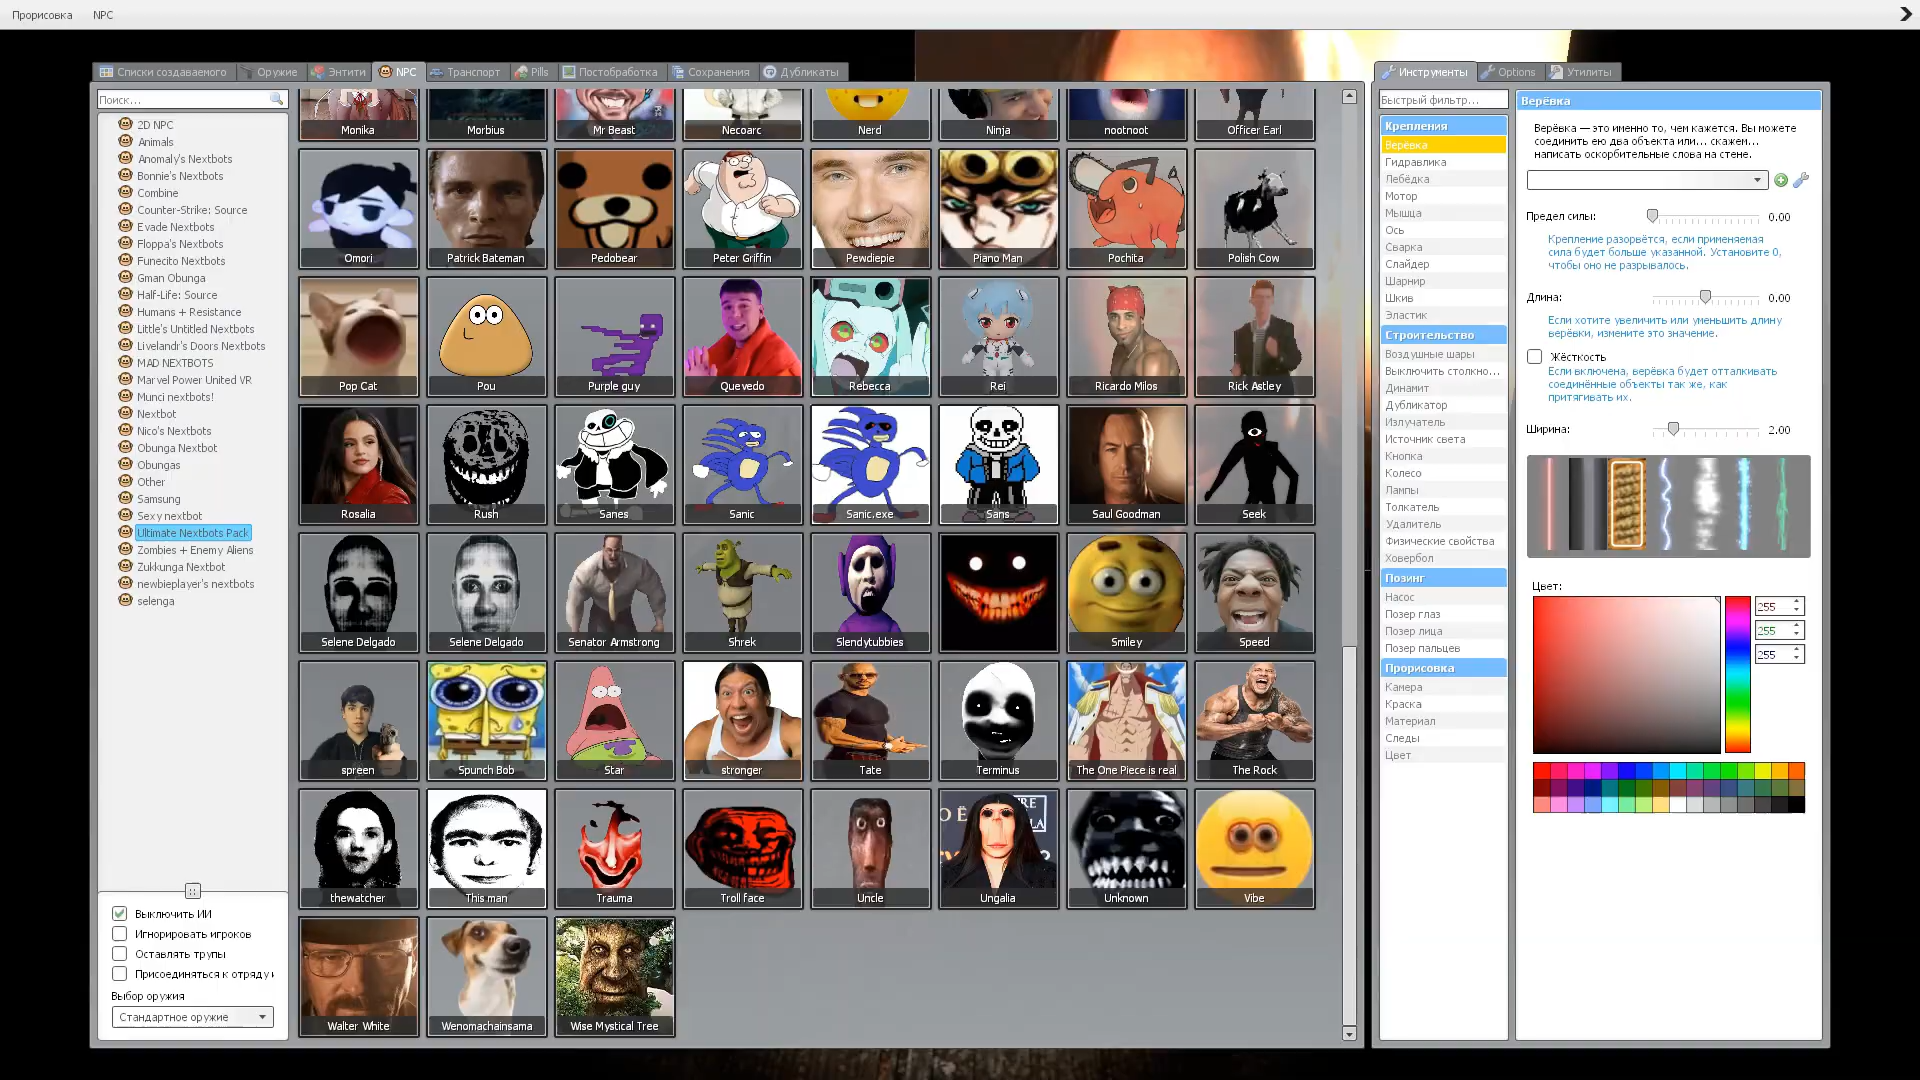 Прорисовка NPC
Списки создаваемого Оружие Энтити NPC Транспорт Pills Постобработка Сохранения Дубликаты
Поиск...
2D NPC
Animals
Anomaly's Nextbots
Bonnie's Nextbots
Combine
Counter-Strike: Source
Evade Nextbots
Floppa's Nextbots
Funecito Nextbots
Gman Obunga
Half-Life: Source
Humans + Resistance
Little's Untitled Nextbots
Livelandr's Doors Nextbots
MAD NEXTBOTS
Marvel Power United VR
Munci nextbots!
Nextbot
Nico's Nextbots
Obunga Nextbot
Obungas
Other
Samsung
Sexy nextbot
Ultimate Nextbots Pack
Zombies + Enemy Aliens
Zukkunga Nextbot
newbieplayer's nextbots
selenga
Выключить ИИ
Игнорировать игроков
Оставлять трупы
Присоединяться к отряду
Выбор оружия
Стандартное оружие
Monika Morbius Mr Beast Necoarc Nerd Ninja nootnoot Officer Earl
Omori Patrick Bateman Pedobear Peter Griffin Pewdiepie Piano Man Pochita Polish Cow
Pop Cat Pou Purple guy Quevedo Rebecca Rei Ricardo Milos Rick Astley
Rosalia Rush Sanes Sanic Sanic.exe Sans Saul Goodman Seek
Selene Delgado Selene Delgado Senator Armstrong Shrek Slendytubbies Smiley Speed
spreen Spunch Bob Star stronger Tate Terminus The One Piece is real The Rock
thewatcher This man Trauma Troll face Uncle Ungalia Unknown Vibe
Walter White Wenomachainsama Wise Mystical Tree
Инструменты Options Утилиты
Быстрый фильтр...
Крепления
Верёвка
Гидравлика
Лебёдка
Мотор
Мышца
Ось
Сварка
Слайдер
Шарнир
Шкив
Эластик
Строительство
Воздушные шары
Выключить столкно...
Динамит
Дубликатор
Излучатель
Источник света
Кнопка
Колесо
Лампы
Толкатель
Удалитель
Физические свойства
Ховербол
Позинг
Насос
Позер глаз
Позер лица
Позер пальцев
Прорисовка
Камера
Краска
Материал
Следы
Цвет
Верёвка
Верёвка — это именно то, чем кажется. Вы можете
соединить ею два объекта или... скажем...
написать оскорбительные слова на стене.
Предел силы: 0.00
Крепление разорвётся, если применяемая
сила будет больше указанной. Установите 0,
чтобы оно не разрывалось.
Длина: 0.00
Если хотите увеличить или уменьшить длину
верёвки, измените это значение.
Жёсткость
Если включена, верёвка будет отталкивать
соединённые объекты так же, как
притягивать их.
Ширина: 2.00
Цвет:
255
255
255